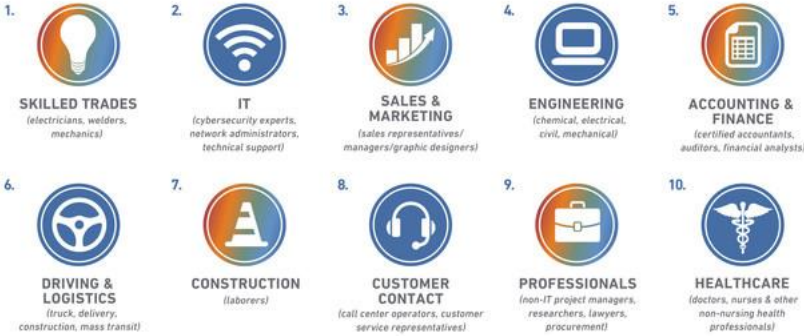 1.
SKILLED TRADES
(electricians, welders,
mechanics)
2.
IT
(cybersecurity experts,
network administrators,
technical support)
3.
SALES &
MARKETING
(sales representatives/
managers/graphic designers)
4.
ENGINEERING
(chemical, electrical,
civil, mechanical)
5.
ACCOUNTING &
FINANCE
(certified accountants,
auditors, financial analysts)
6.
DRIVING &
LOGISTICS
(truck, delivery,
construction, mass transit)
7.
CONSTRUCTION
(laborers)
8.
CUSTOMER
CONTACT
(call center operators, customer
service representatives)
9.
PROFESSIONALS
(non-IT project managers,
researchers, lawyers,
procurement)
10.
HEALTHCARE
(doctors, nurses & other
non-nursing health
professionals)